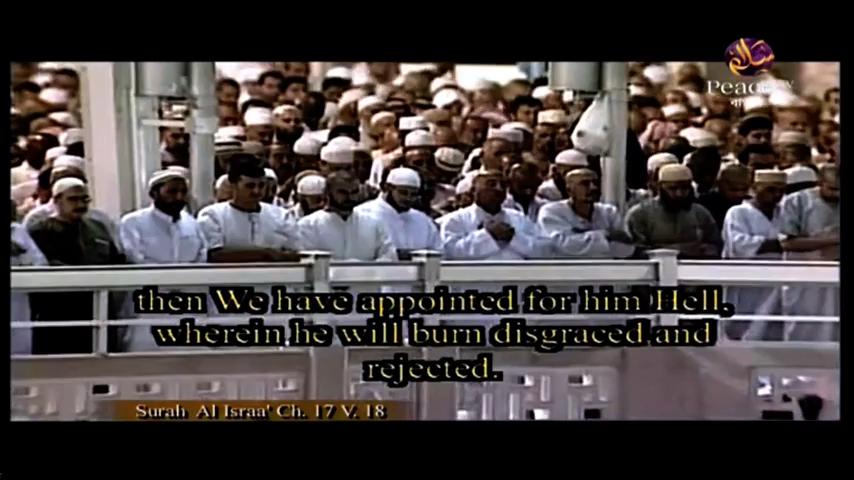 Peace TV
বাংলা
then We have appointed for him Hell,
wherein he will burn disgraced and
rejected.
Surah Al Israa' Ch. 17 V. 18